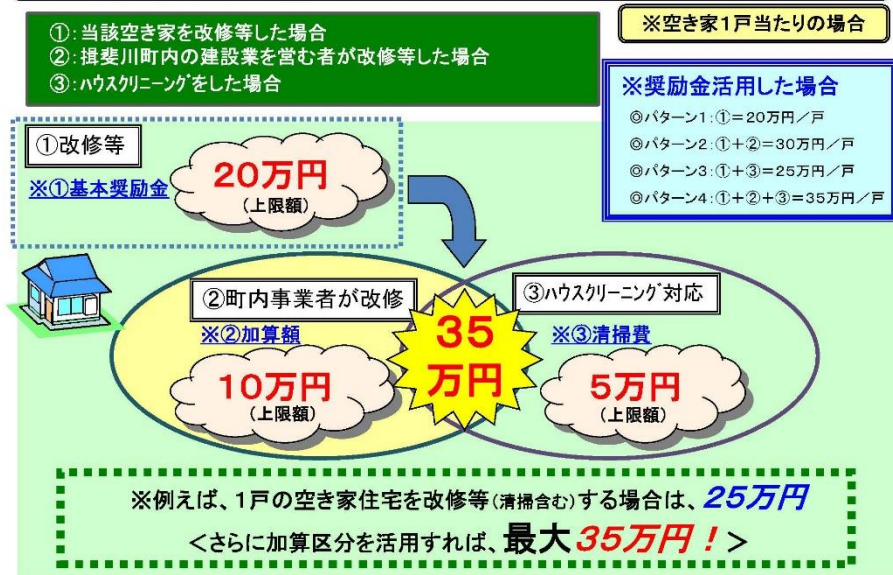 ※空き家1戸当たりの場合
①:当該空き家を改修等した場合
②:揖斐川町内の建設業を営む者が改修等した場合
③:ハウスクリーニングをした場合
※奨励金活用した場合
◎パターン1:①=20万円/戸
◎パターン2:①+②=30万円/戸
◎パターン3:①+③=25万円/戸
◎パターン4:①+②+③=35万円/戸
①改修等
※①基本奨励金
20万円
(上限額)
②町内事業者が改修
※②加算額
10万円
(上限額)
35
万円
③ハウスクリーニング対応
※③清掃費
5万円
(上限額)
※例えば、1戸の空き家住宅を改修等(清掃含む)する場合は、25万円
<さらに加算区分を活用すれば、最大35万円!>